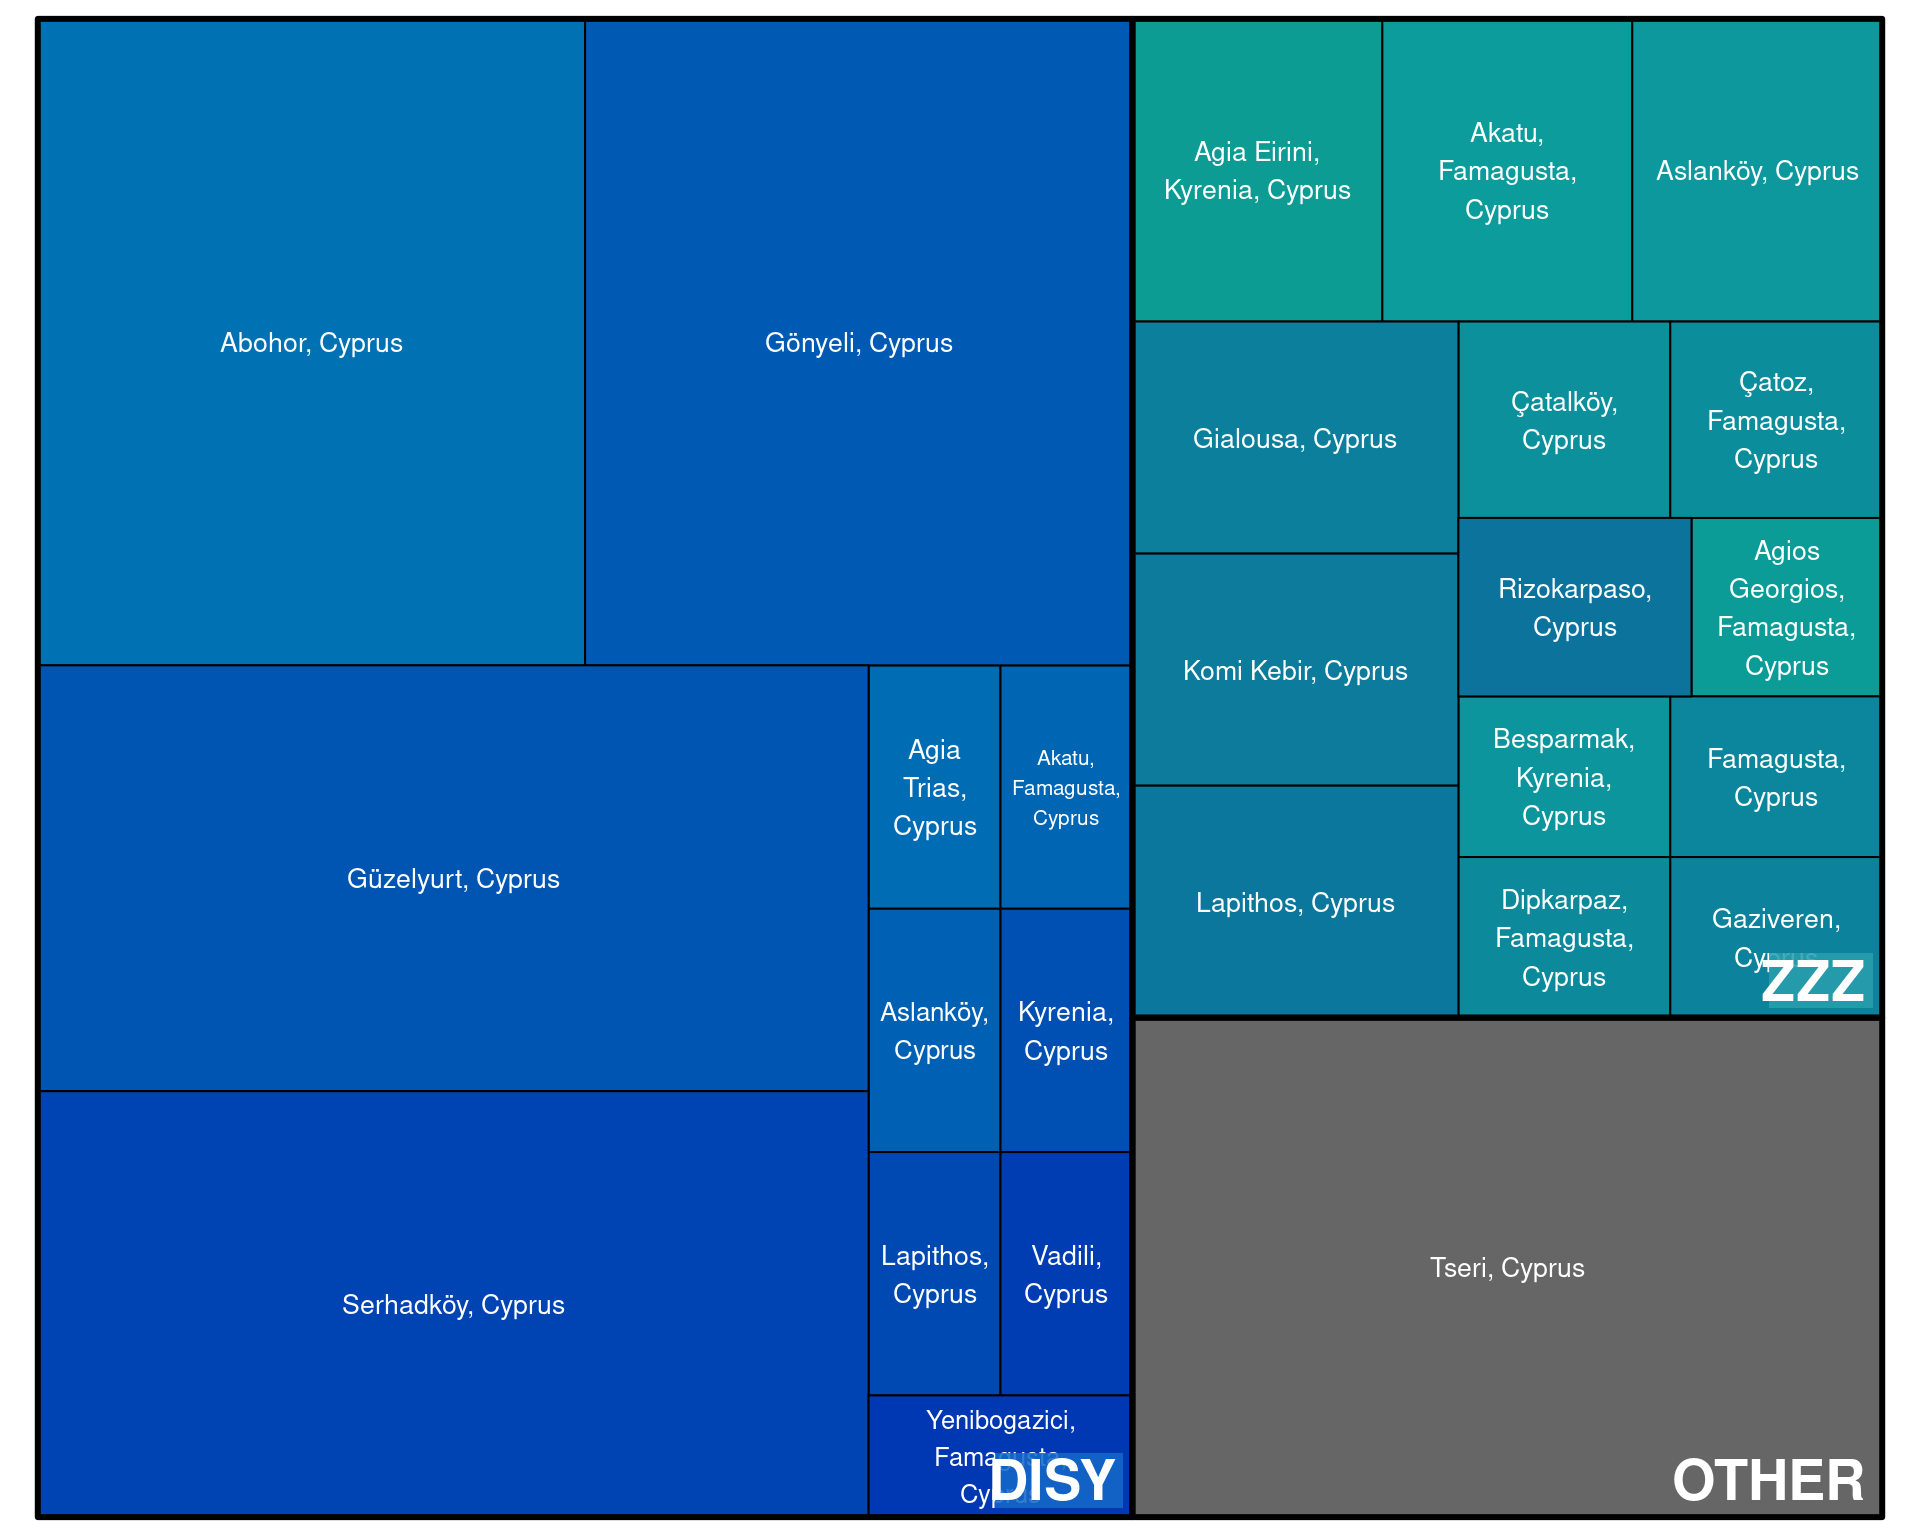 Abohor, Cyprus
Gönyeli, Cyprus
Güzelyurt, Cyprus
Serhadköy, Cyprus
Agia
Trias,
Cyprus
Akatu,
Famagusta,
Cyprus
Aslanköy,
Cyprus
Kyrenia,
Cyprus
Lapithos,
Cyprus
Vadili,
Cyprus
Yenibogazici,
Famagusta,
Cyprus
DISY
Agia Eirini,
Kyrenia, Cyprus
Akatu,
Famagusta,
Cyprus
Aslanköy, Cyprus
Gialousa, Cyprus
Komi Kebir, Cyprus
Lapithos, Cyprus
Çatalköy,
Cyprus
Çatoz,
Famagusta,
Cyprus
Rizokarpaso,
Cyprus
Agios
Georgios,
Famagusta,
Cyprus
Besparmak,
Kyrenia,
Cyprus
Famagusta,
Cyprus
Dipkarpaz,
Famagusta,
Cyprus
Gaziveren,
Cyprus
ZZZ
Tseri, Cyprus
OTHER